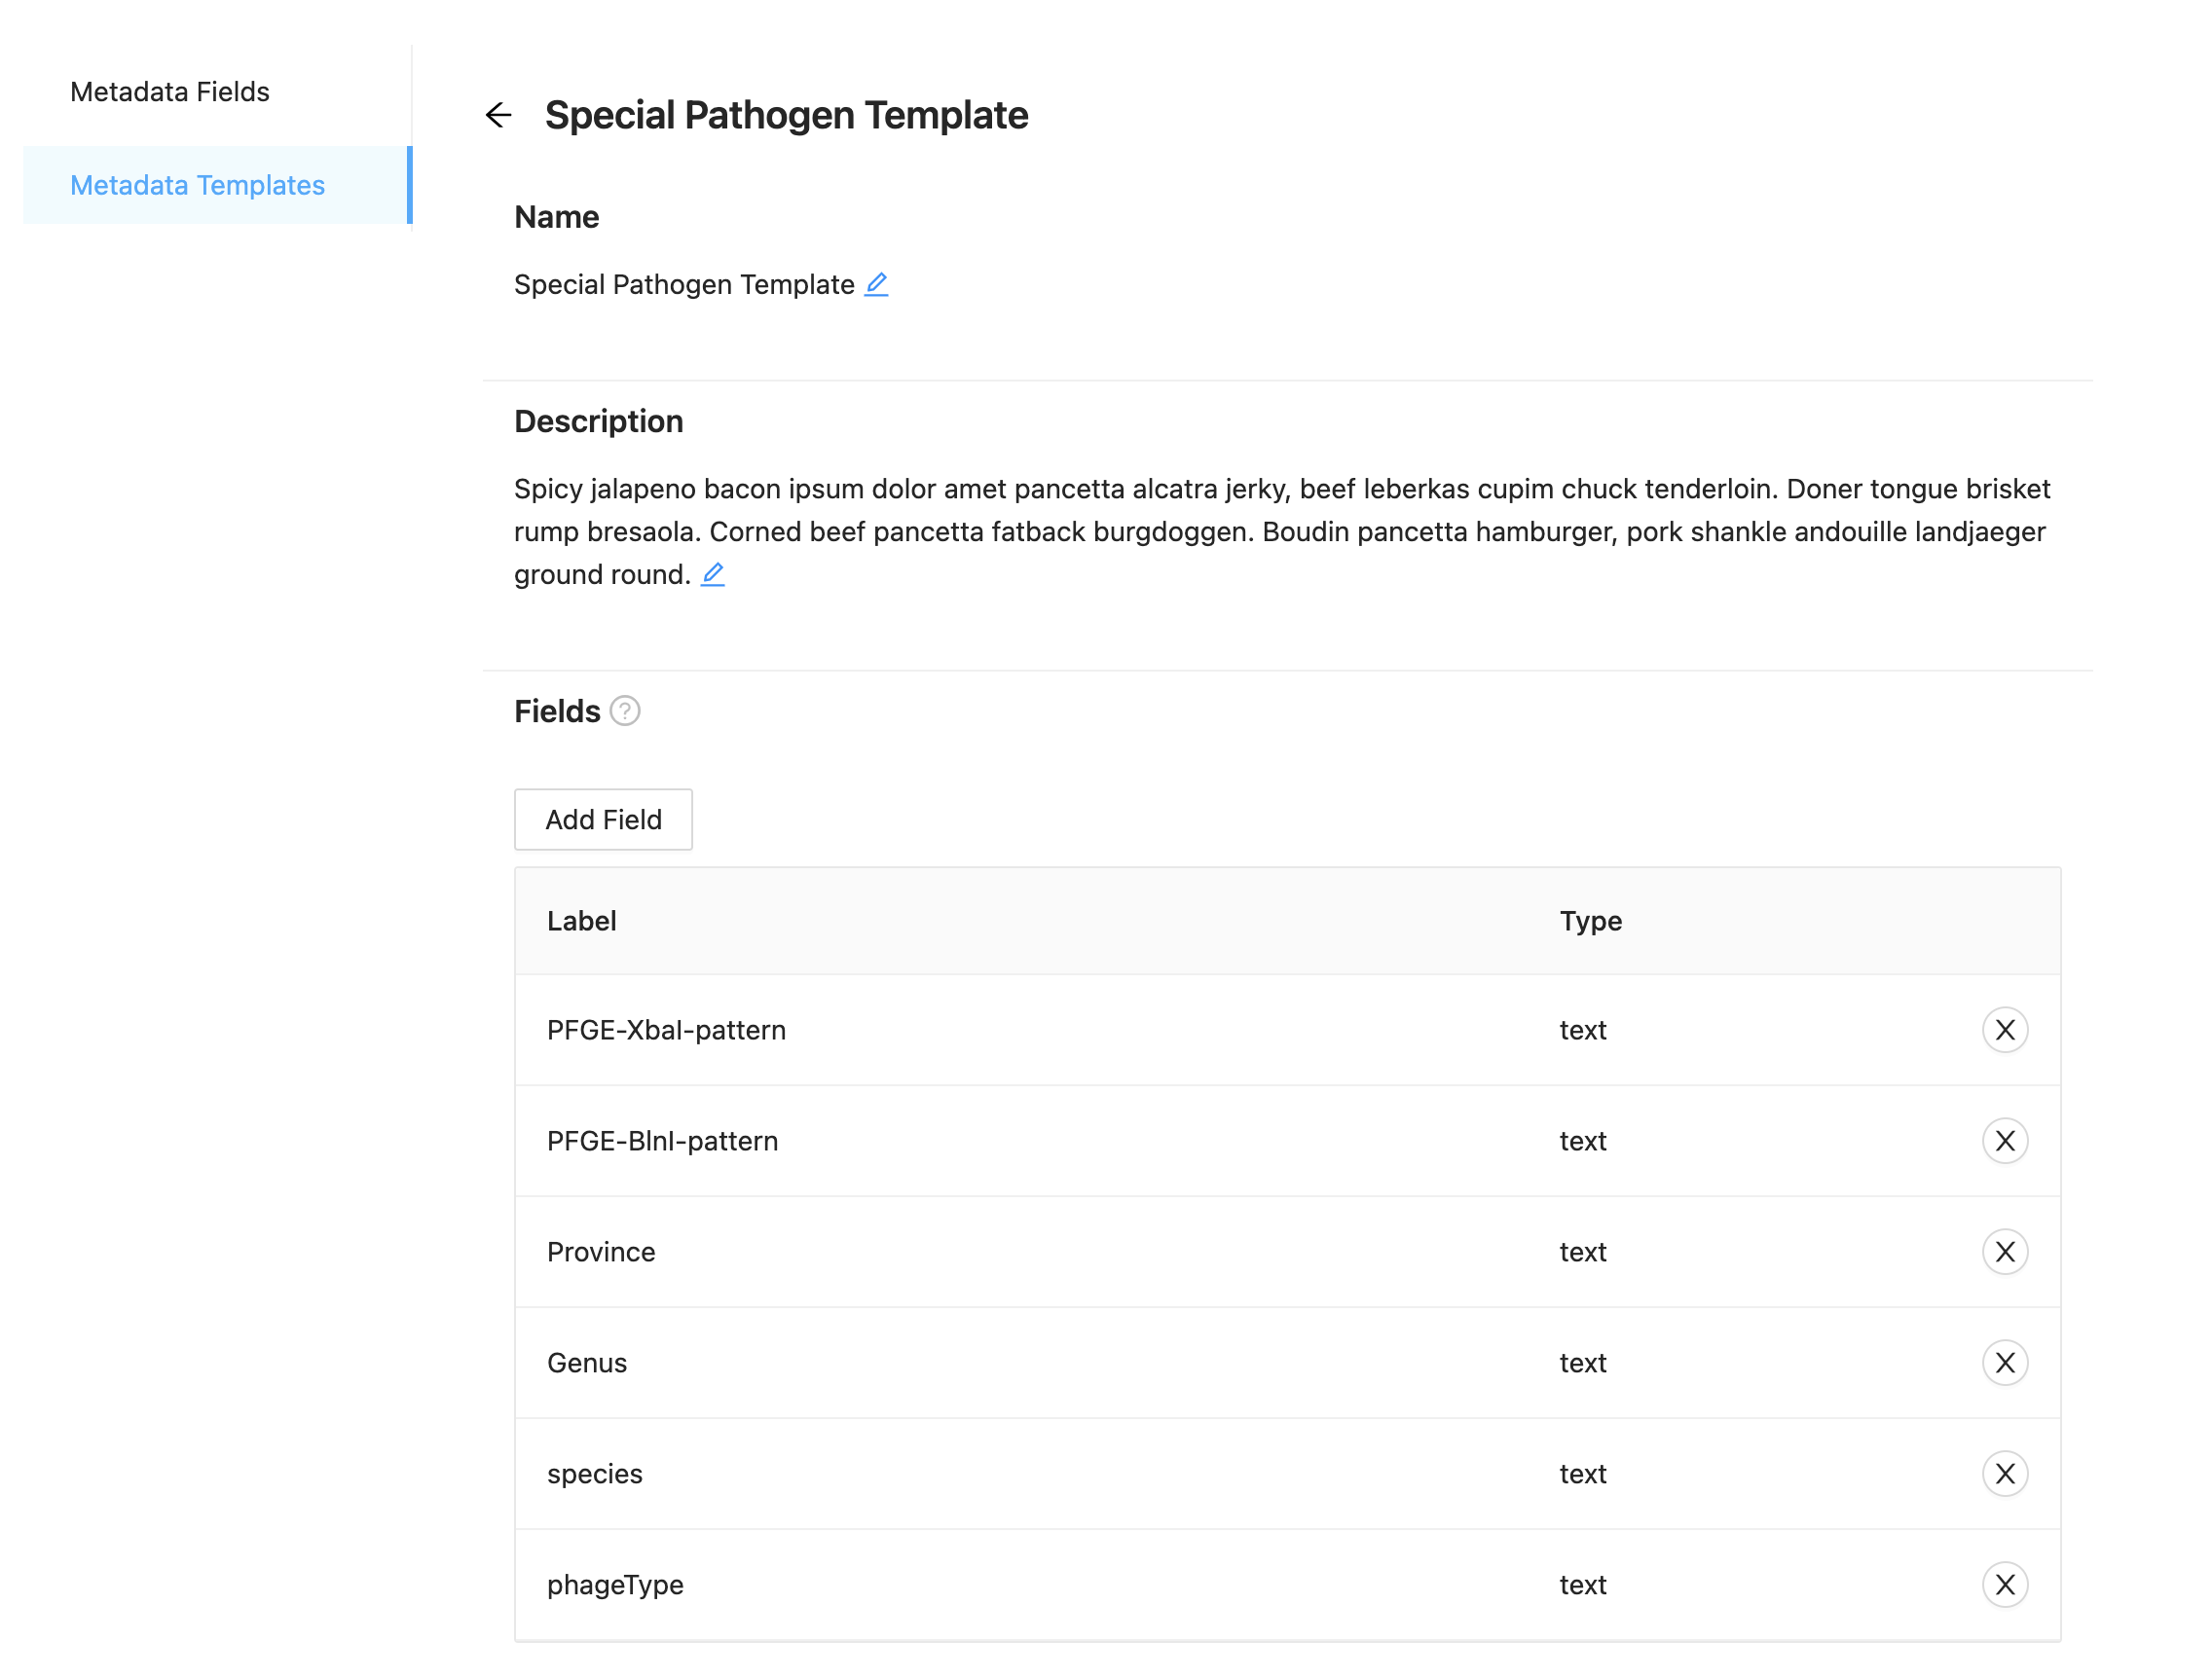 Metadata Fields
Metadata Templates
Special Pathogen Template
Name
Special Pathogen Template
Description
Spicy jalapeno bacon ipsum dolor amet pancetta alcatra jerky, beef leberkas cupim chuck tenderloin. Doner tongue brisket
rump bresaola. Corned beef pancetta fatback burgdoggen. Boudin pancetta hamburger, pork shankle andouille landjaeger
ground round.
Fields ?
Add Field
Label Type
PFGE-XbaI-pattern text X
PFGE-BlnI-pattern text X
Province text X
Genus text X
species text X
phageType text X